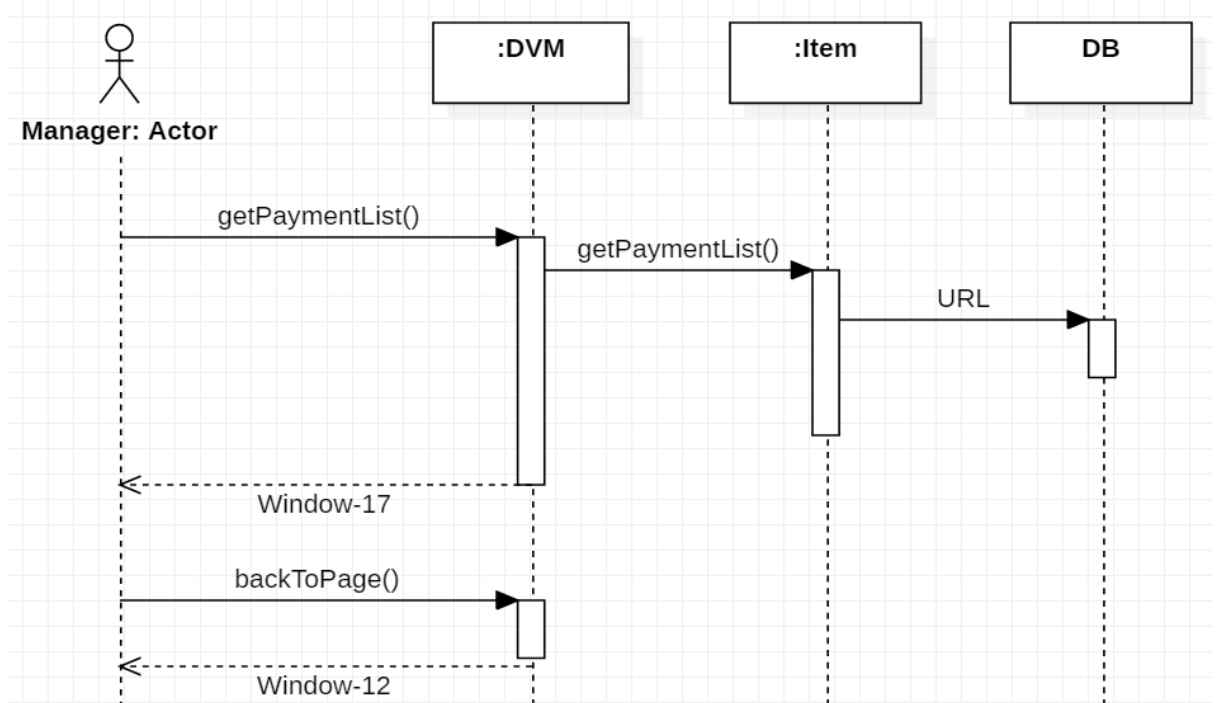 :DVM
:Item
DB
Manager: Actor
getPaymentList()
getPaymentList()
URL
Window-17
backToPage()
Window-12